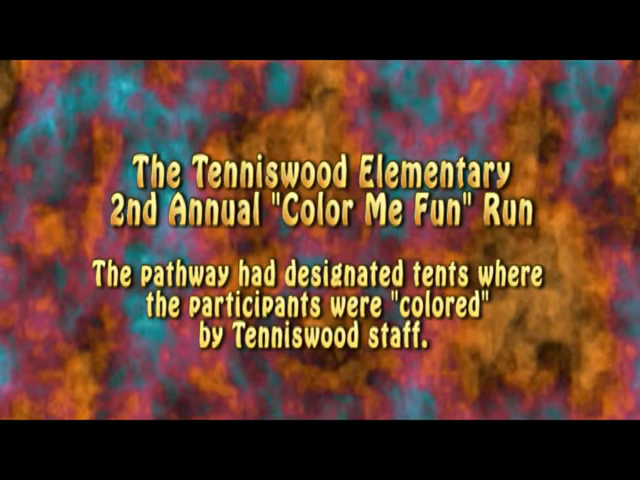 The Tenniswood Elementary
2nd Annual "Color Me Fun" Run
The pathway had designated tents where
the participants were "colored"
by Tenniswood staff.